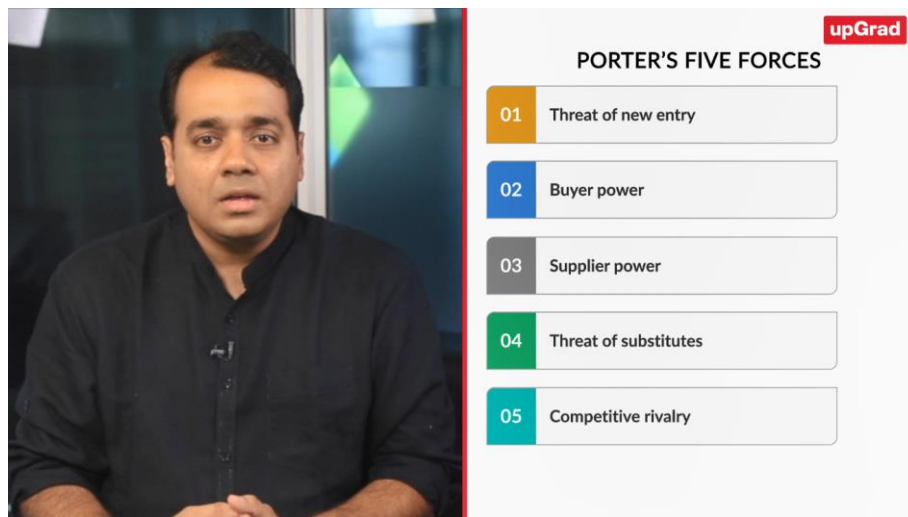 upGrad
PORTER'S FIVE FORCES
01 Threat of new entry
02 Buyer power
03 Supplier power
04 Threat of substitutes
05 Competitive rivalry